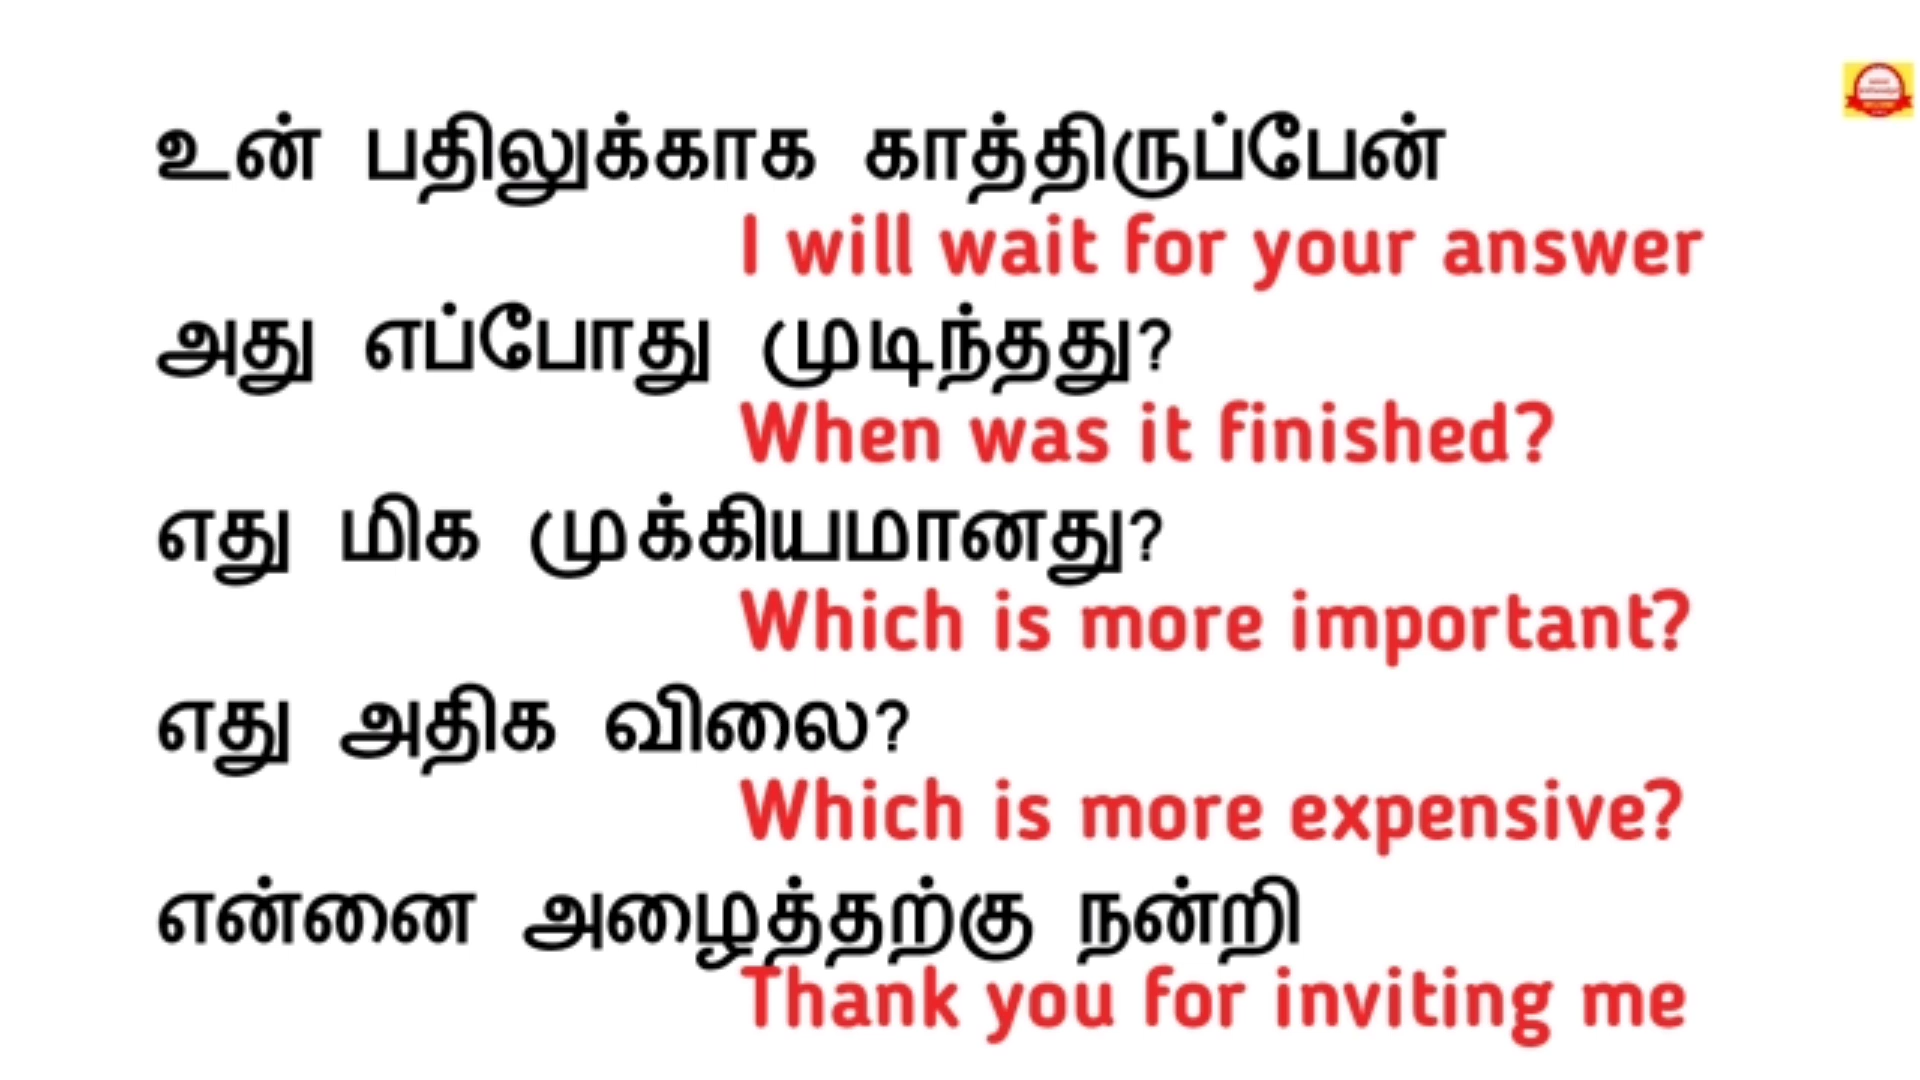 உன் பதிலுக்காக காத்திருப்பேன்
I will wait for your answer
அது எப்போது முடிந்தது?
When was it finished?
எது மிக முக்கியமானது?
Which is more important?
எது அதிக விலை?
Which is more expensive?
என்னை அழைத்தற்கு நன்றி
Thank you for inviting me